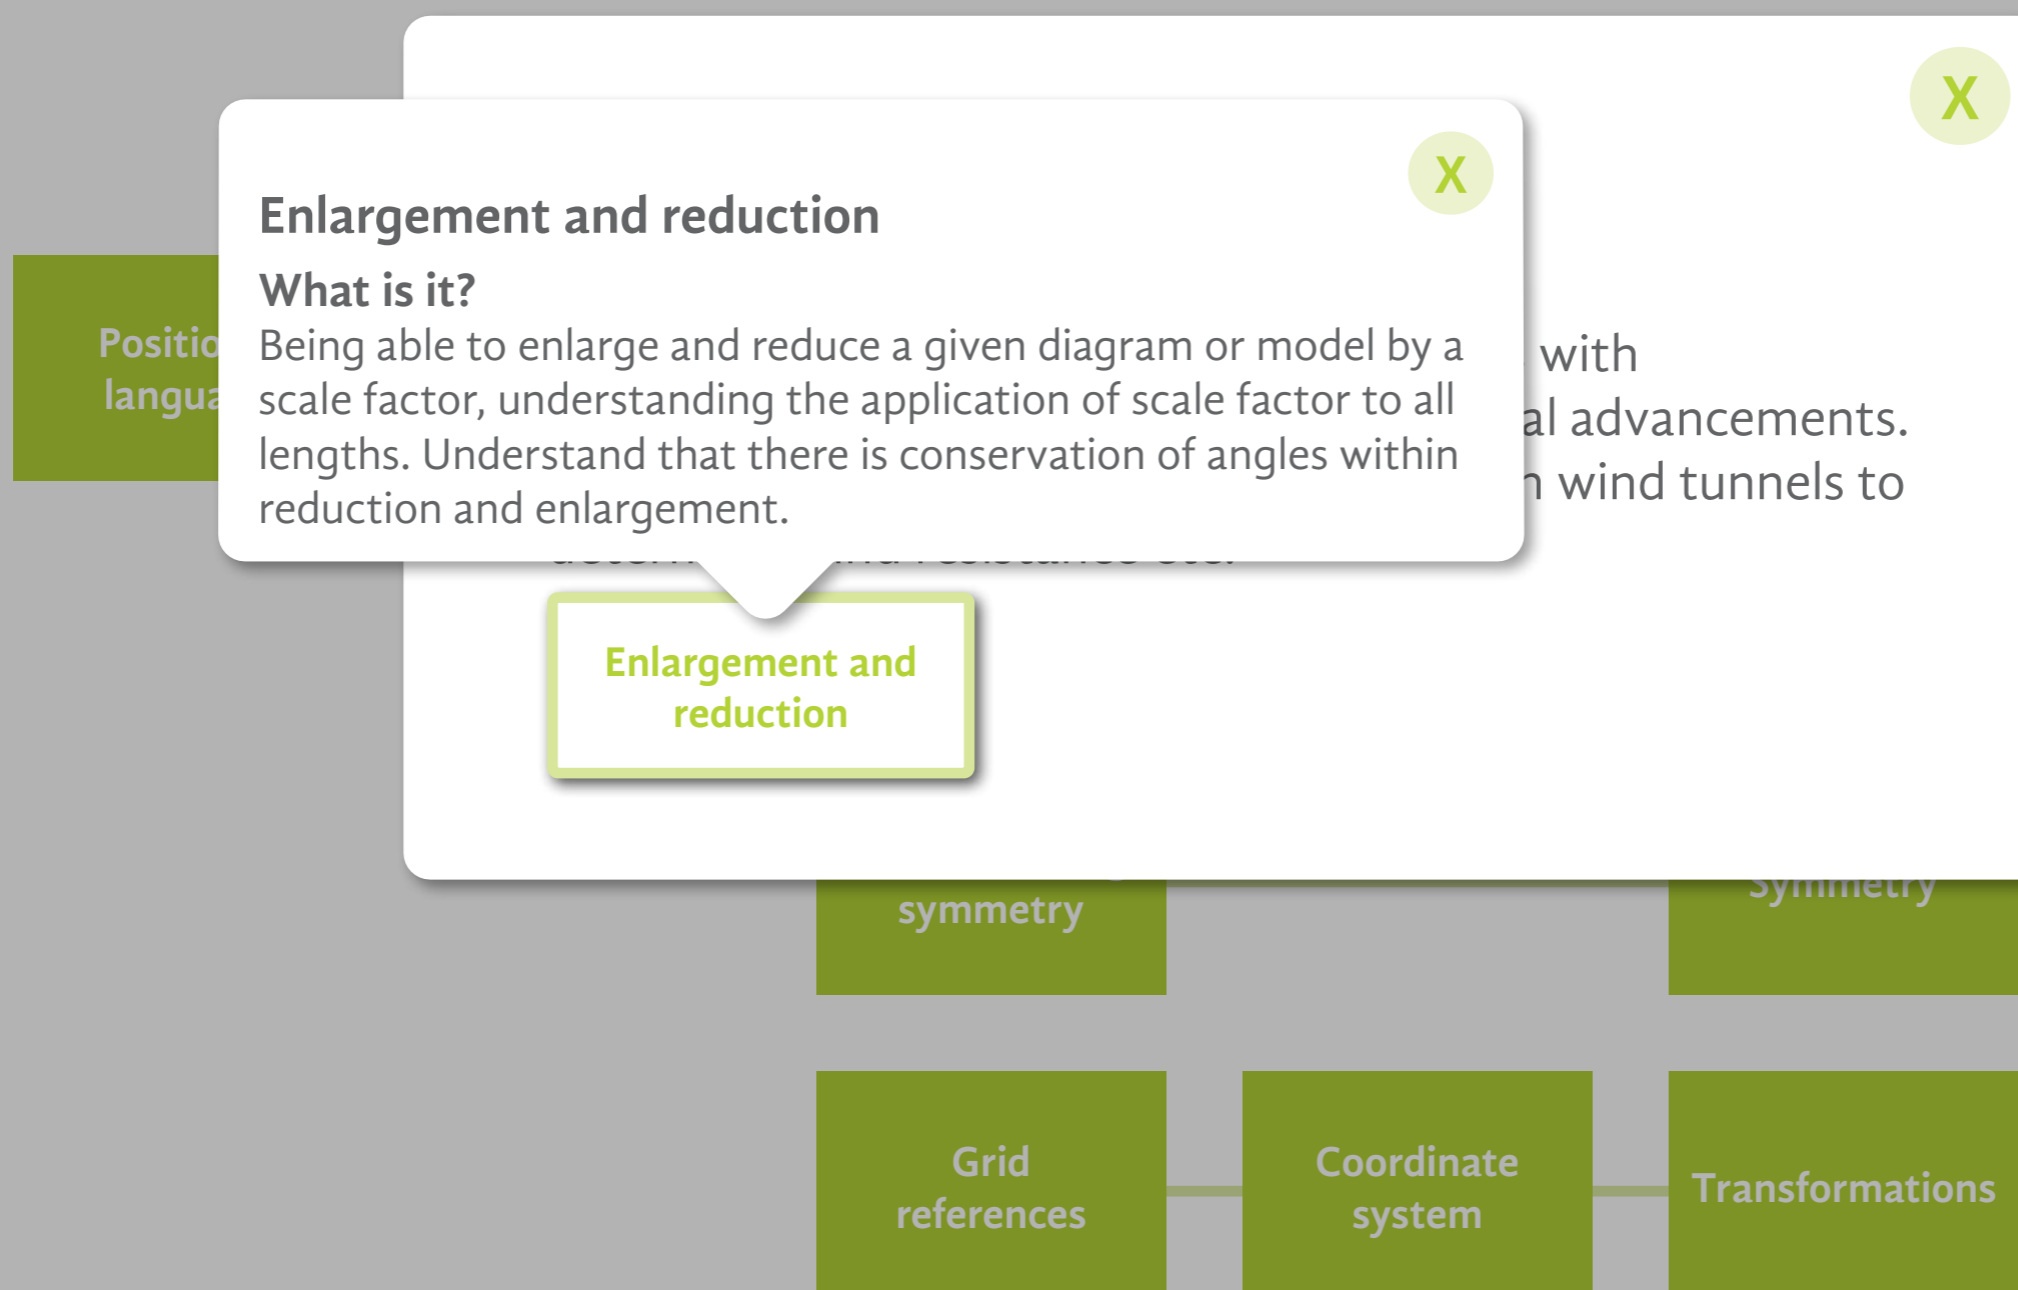 X
X
Enlargement and reduction
What is it?
Being able to enlarge and reduce a given diagram or model by a
scale factor, understanding the application of scale factor to all
lengths. Understand that there is conservation of angles within
reduction and enlargement.
with
advancements.
wind tunnels to
Enlargement and
reduction
symmetry
Symmetry
Grid
references
Coordinate
system
Transformations